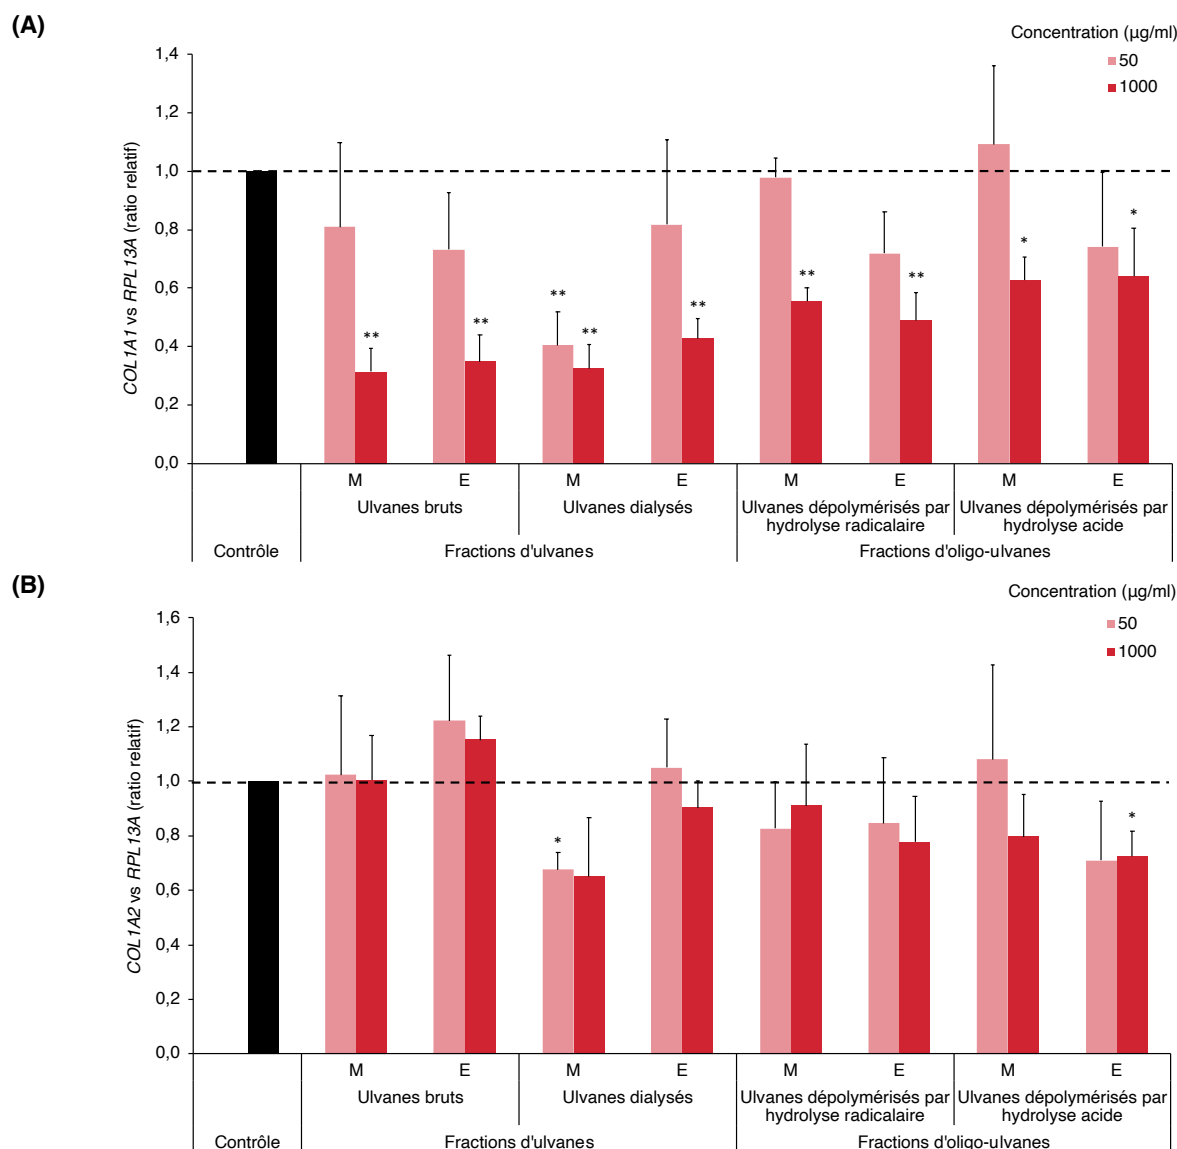 (A)
Concentration (µg/ml)
50
1000
COL1A1 vs RPL13A (ratio relatif)
1,4
1,2
1,0
0,8
0,6
0,4
0,2
0,0
** ** ** ** ** ** ** * *
M E M E M E M E
Ulvanes bruts Ulvanes dialysés Ulvanes dépolymérisés par Ulvanes dépolymérisés par
hydrolyse radicalaire hydrolyse acide
Contrôle Fractions d'ulvanes Fractions d'oligo-ulvanes
(B)
Concentration (µg/ml)
50
1000
COL1A2 vs RPL13A (ratio relatif)
1,6
1,4
1,2
1,0
0,8
0,6
0,4
0,2
0,0
* *
M E M E M E M E
Ulvanes bruts Ulvanes dialysés Ulvanes dépolymérisés par Ulvanes dépolymérisés par
hydrolyse radicalaire hydrolyse acide
Contrôle Fractions d'ulvanes Fractions d'oligo-ulvanes